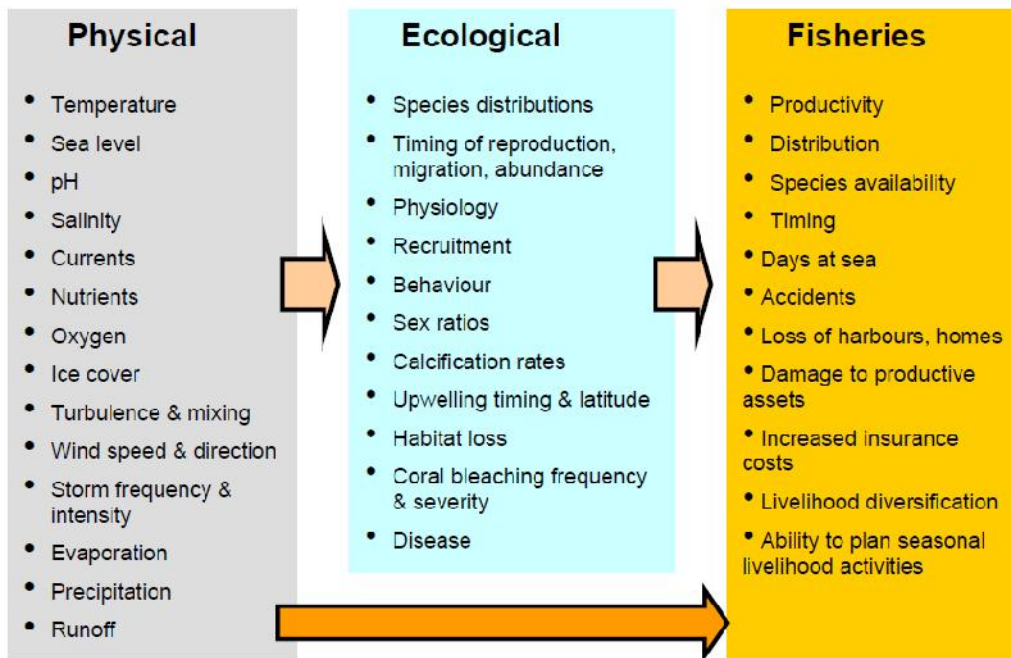 Physical
• Temperature
• Sea level
• pH
• Salinity
• Currents
• Nutrients
• Oxygen
• Ice cover
• Turbulence & mixing
• Wind speed & direction
• Storm frequency &
intensity
• Evaporation
• Precipitation
• Runoff
Ecological
• Species distributions
• Timing of reproduction,
migration, abundance
• Physiology
• Recruitment
• Behaviour
• Sex ratios
• Calcification rates
• Upwelling timing & latitude
• Habitat loss
• Coral bleaching frequency
& severity
• Disease
Fisheries
• Productivity
• Distribution
• Species availability
• Timing
• Days at sea
• Accidents
• Loss of harbours, homes
• Damage to productive
assets
• Increased insurance
costs
• Livelihood diversification
• Ability to plan seasonal
livelihood activities